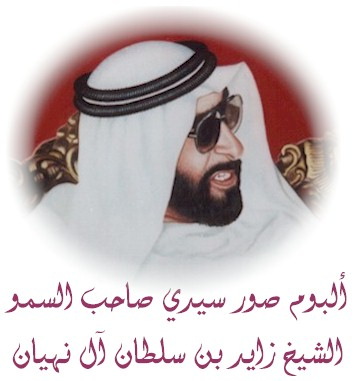 ألبوم صور سيدي صاحب السمو
الشيخ زايد بن سلطان آل نهيان